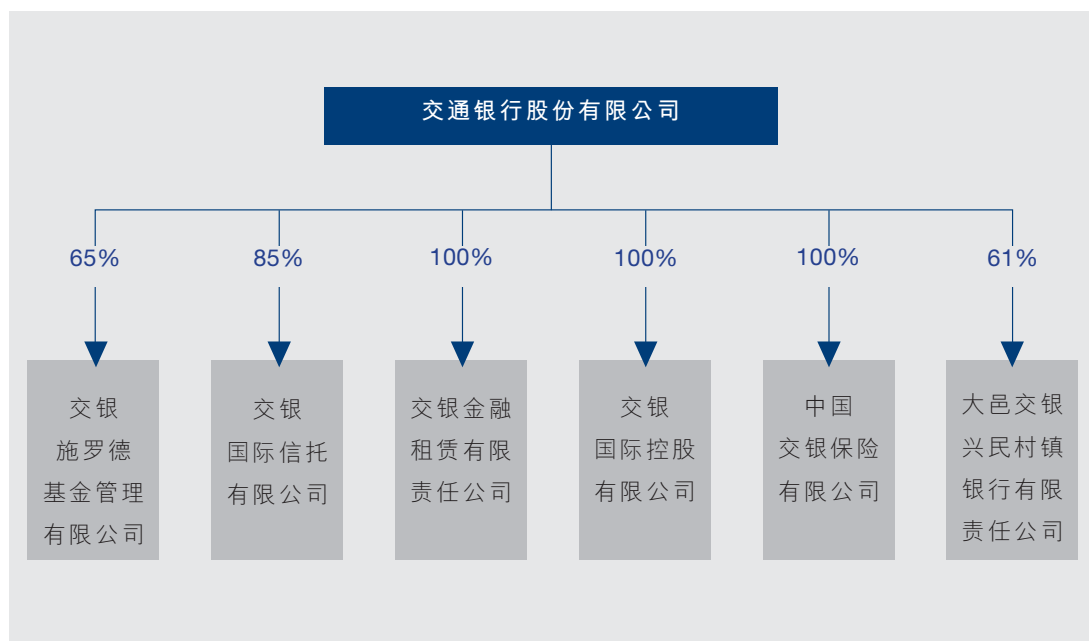 交通银行股份有限公司
65%
85%
100%
100%
100%
61%
交银
施罗德
基金管理
有限公司
交银
国际信托
有限公司
交银金融
租赁有限
责任公司
交银
国际控股
有限公司
中国
交银保险
有限公司
大邑交银
兴民村镇
银行有限
责任公司